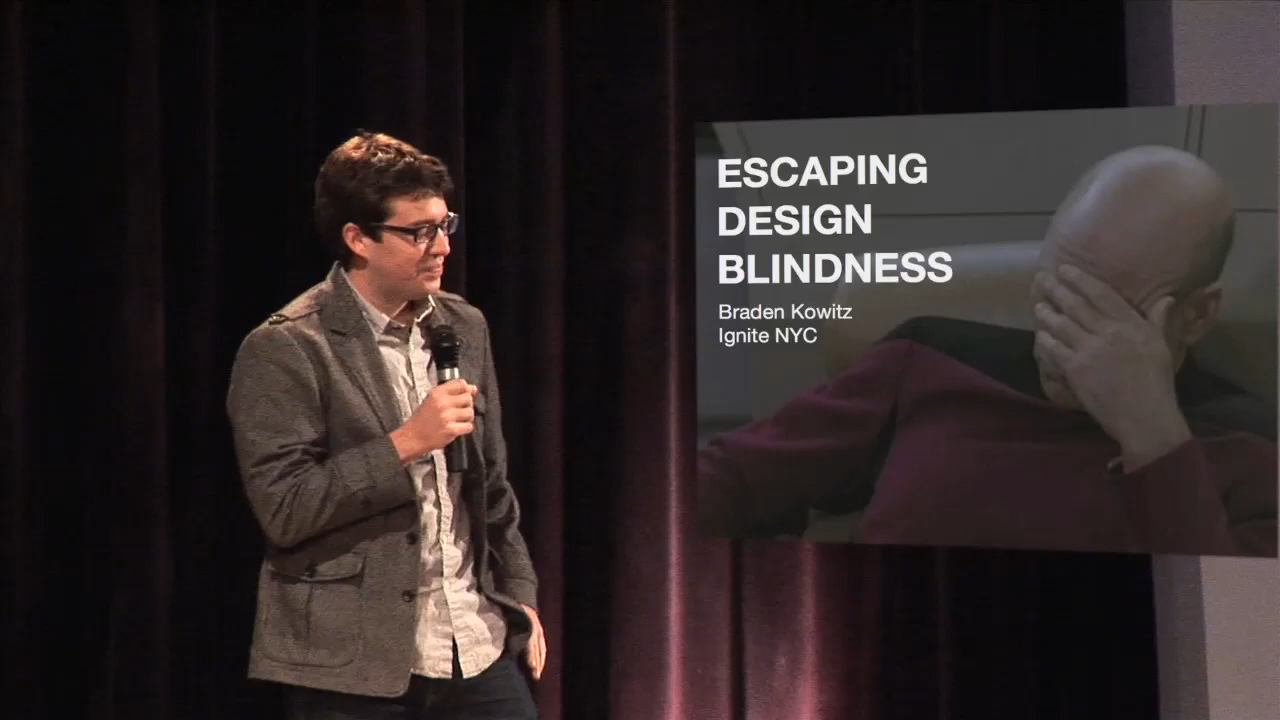 ESCAPING
DESIGN
BLINDNESS
Braden Kowitz
Ignite NYC